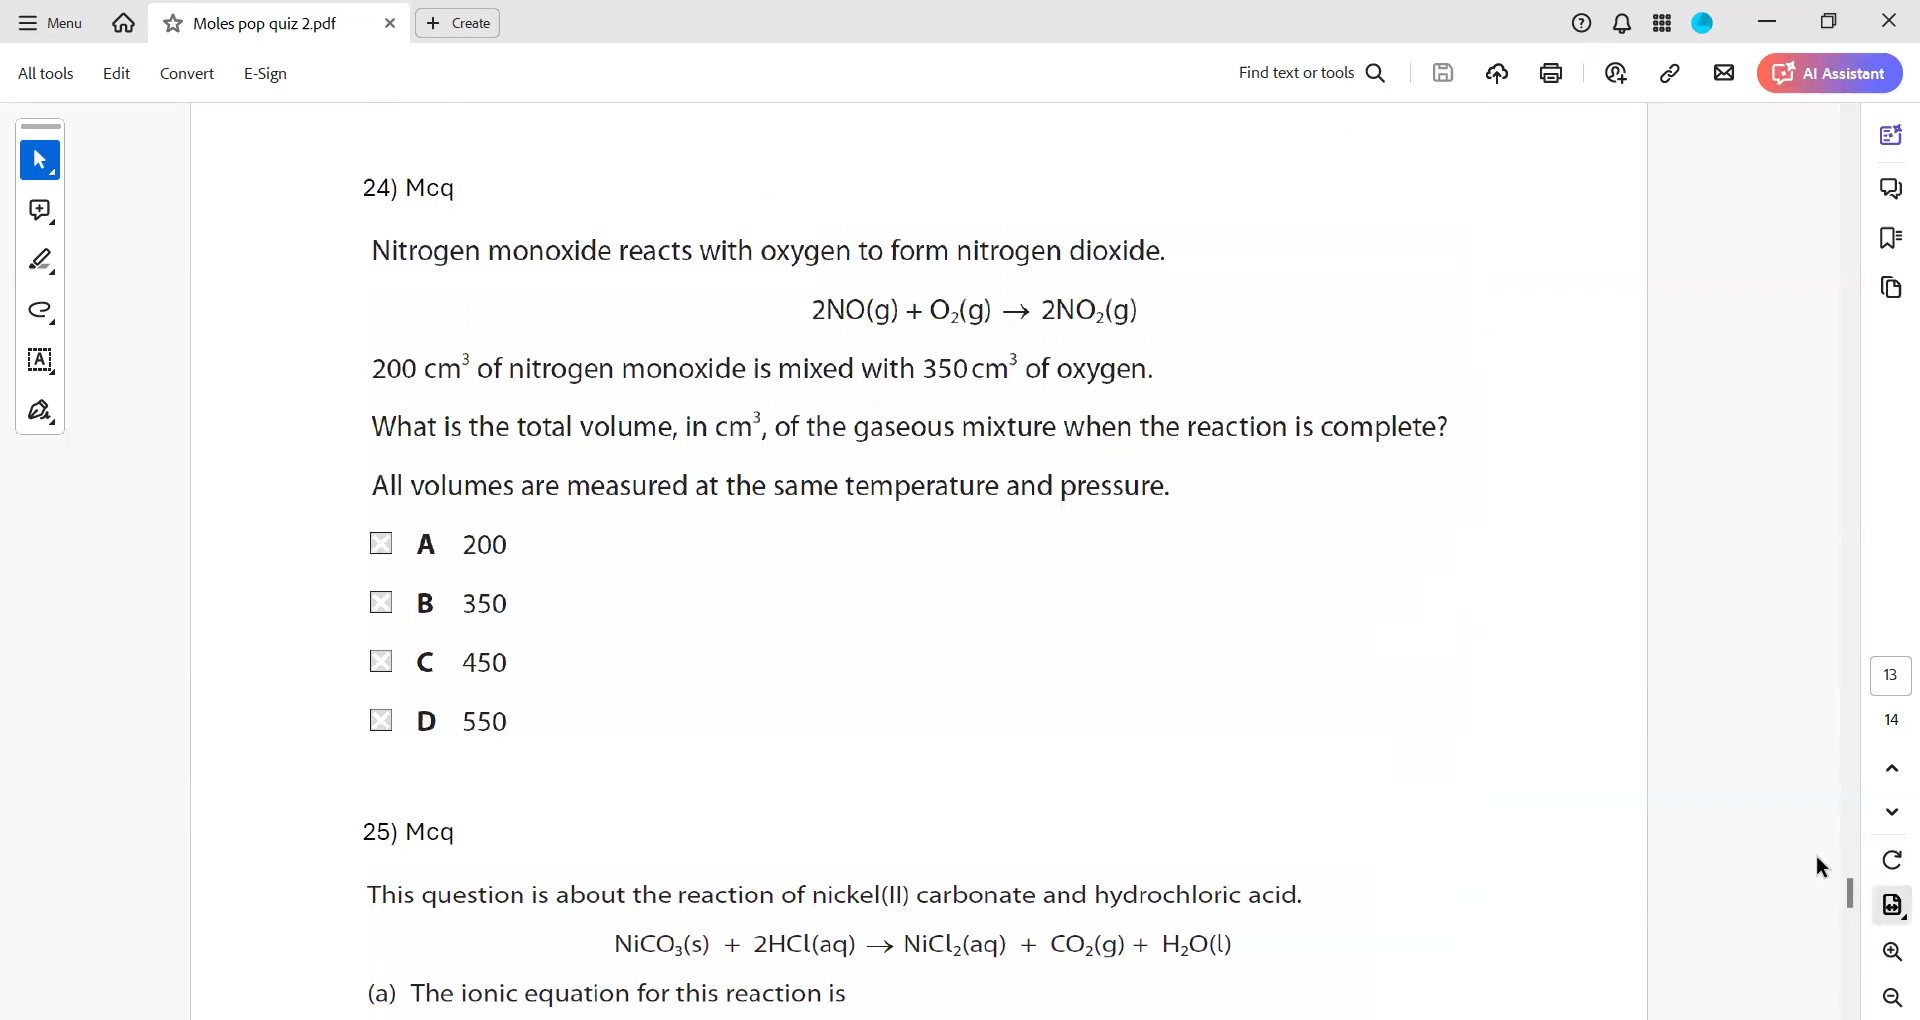 Menu
Moles pop quiz 2.pdf
Create
All tools
Edit
Convert
E-Sign
Find text or tools
AI Assistant
24) Mcq
Nitrogen monoxide reacts with oxygen to form nitrogen dioxide.
2NO(g) + O₂(g) → 2NO₂(g)
200 cm³ of nitrogen monoxide is mixed with 350 cm³ of oxygen.
What is the total volume, in cm³, of the gaseous mixture when the reaction is complete?
All volumes are measured at the same temperature and pressure.
A 200
B 350
C 450
D 550
25) Mcq
This question is about the reaction of nickel(II) carbonate and hydrochloric acid.
NiCO₃(s) + 2HCl(aq) → NiCl₂(aq) + CO₂(g) + H₂O(l)
(a) The ionic equation for this reaction is
13
14